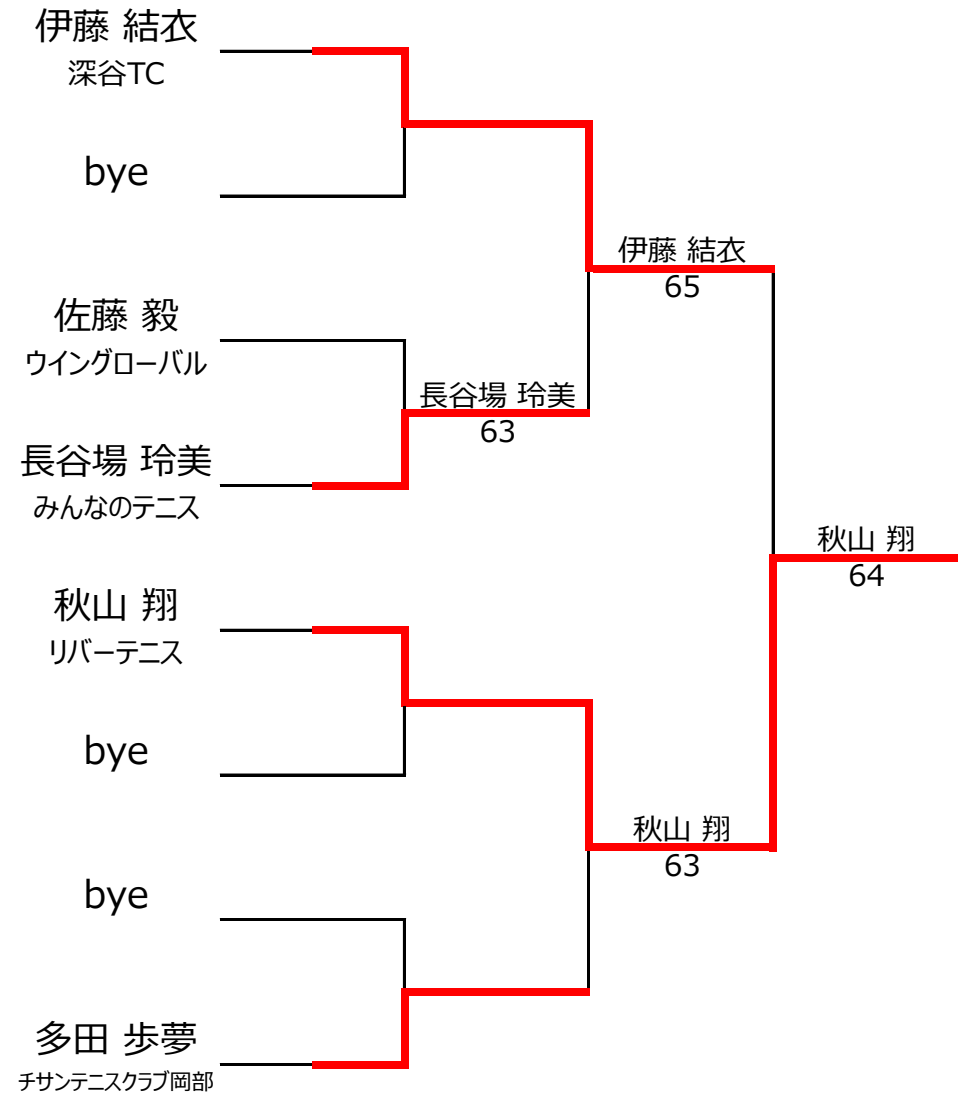 伊藤 結衣
深谷TC
bye
佐藤 毅
ウイングローバル
長谷場 玲美
みんなのテニス
秋山 翔
リバーテニス
bye
bye
多田 歩夢
チサンテニスクラブ岡部
長谷場 玲美
63
伊藤 結衣
65
秋山 翔
63
秋山 翔
64